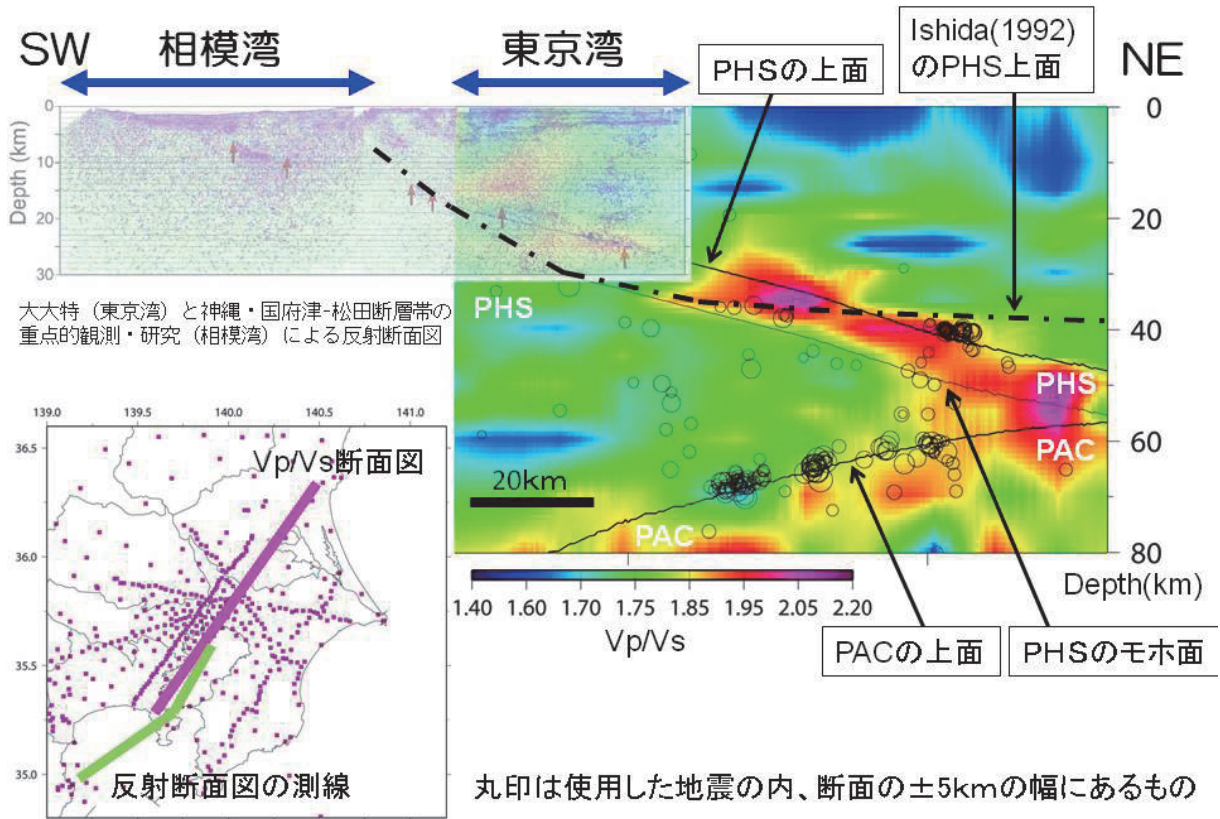 SW
相模湾
東京湾
PHSの上面
Ishida(1992)
のPHS上面
NE
0
10
20
30
Depth (km)
0
20
40
60
80
Depth(km)
PHS
PHS
PAC
PAC
20km
大大特（東京湾）と神縄・国府津-松田断層帯の
重点的観測・研究（相模湾）による反射断面図
139.0 139.5 140.0 140.5 141.0
36.5
36.0
35.5
35.0
Vp/Vs断面図
反射断面図の測線
1.40 1.60 1.70 1.75 1.85 1.95 2.05 2.20
Vp/Vs
PACの上面
PHSのモホ面
丸印は使用した地震の内、断面の±5kmの幅にあるもの